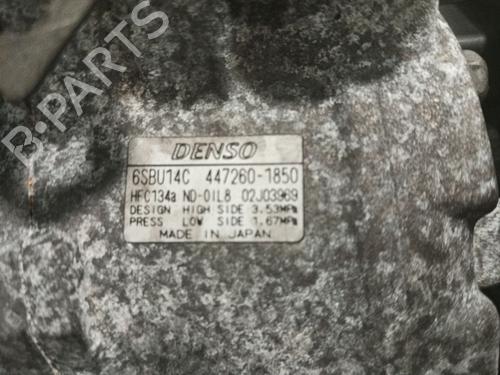 B-PARTS
DENSO
6SBU14C 447260-1850
HFC134a ND-OIL8 02J03969
DESIGN HIGH SIDE 3.53MPa
PRESS LOW SIDE 1.67MPa
MADE IN JAPAN